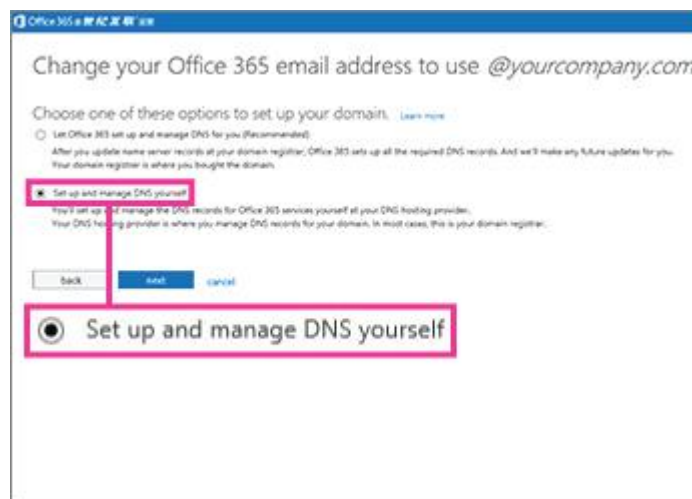 Office 365
Change your Office 365 email address to use @yourcompany.com
Choose one of these options to set up your domain. Learn more
Let Office 365 set up and manage DNS for you (Recommended)
After you update name server records at your domain registrar, Office 365 sets up all the required DNS records. And we'll make any future updates for you.
Your domain registrar is where you bought the domain.
Set up and manage DNS yourself
You'll set up and manage the DNS records for Office 365 services yourself at your DNS hosting provider.
Your DNS hosting provider is where you manage DNS records for your domain. In most cases, this is your domain registrar.
back next cancel
Set up and manage DNS yourself